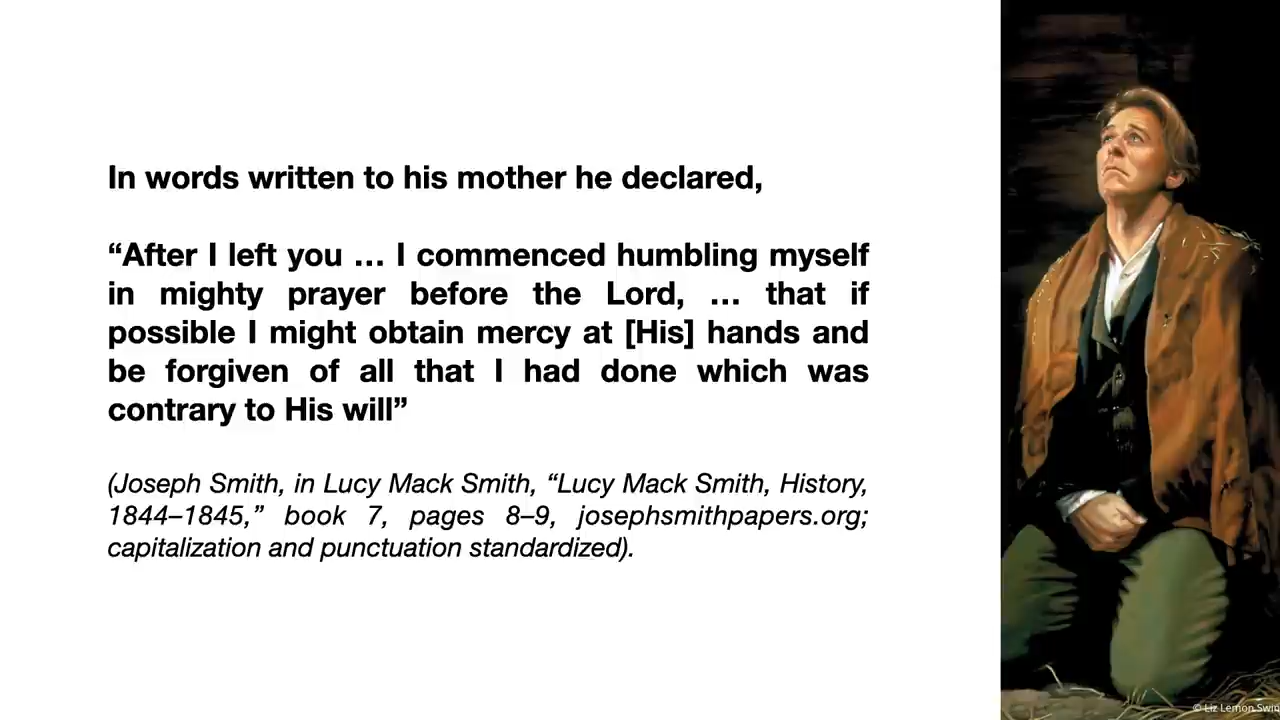 In words written to his mother he declared,
“After I left you … I commenced humbling myself
in mighty prayer before the Lord, … that if
possible I might obtain mercy at [His] hands and
be forgiven of all that I had done which was
contrary to His will”
(Joseph Smith, in Lucy Mack Smith, “Lucy Mack Smith, History,
1844–1845,” book 7, pages 8–9, josephsmithpapers.org;
capitalization and punctuation standardized).
© Liz Lemon Swin